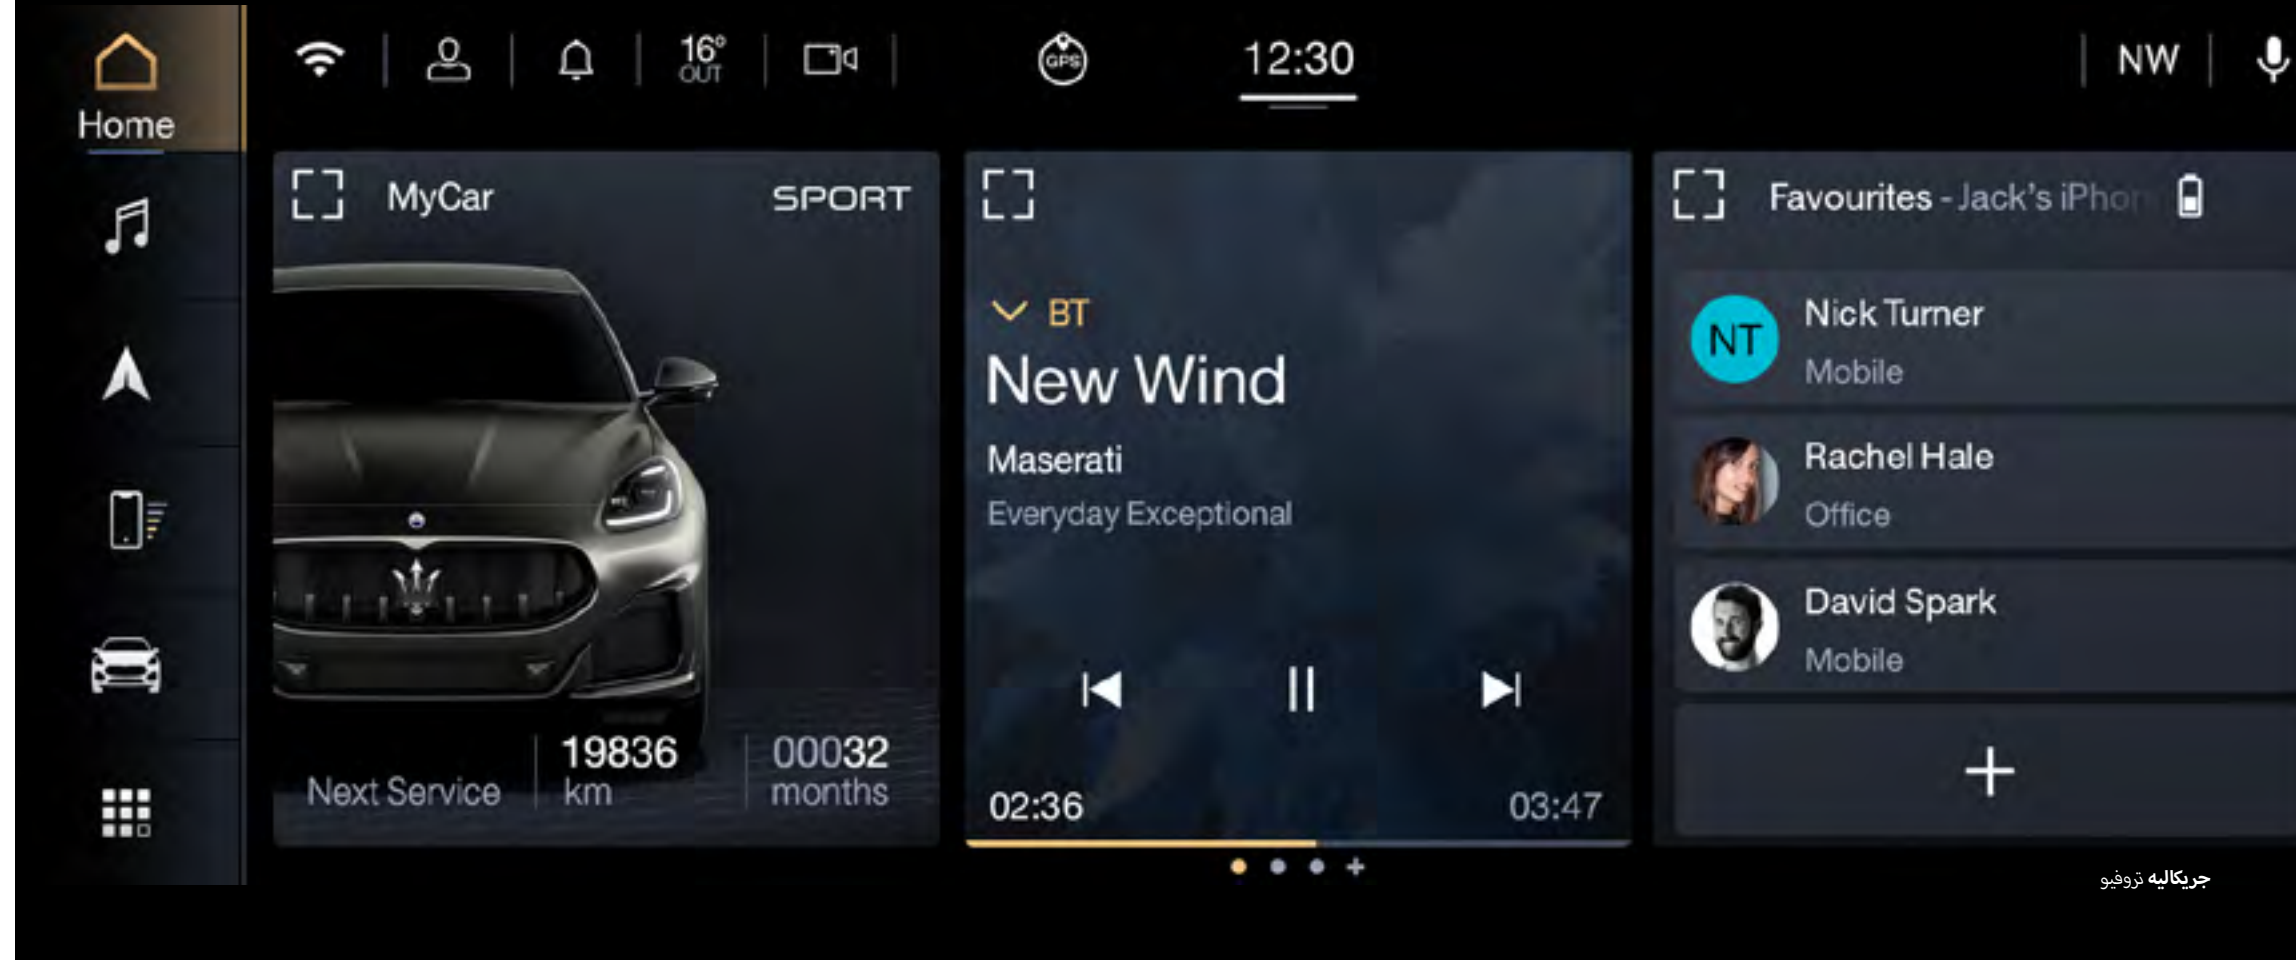 Home
16°
OUT
GPS
12:30
NW
MyCar
SPORT
Next Service
19836
km
00032
months
BT
New Wind
Maserati
Everyday Exceptional
02:36
03:47
Favourites - Jack's iPhon
NT
Nick Turner
Mobile
Rachel Hale
Office
David Spark
Mobile
جريكاليه تروفيو